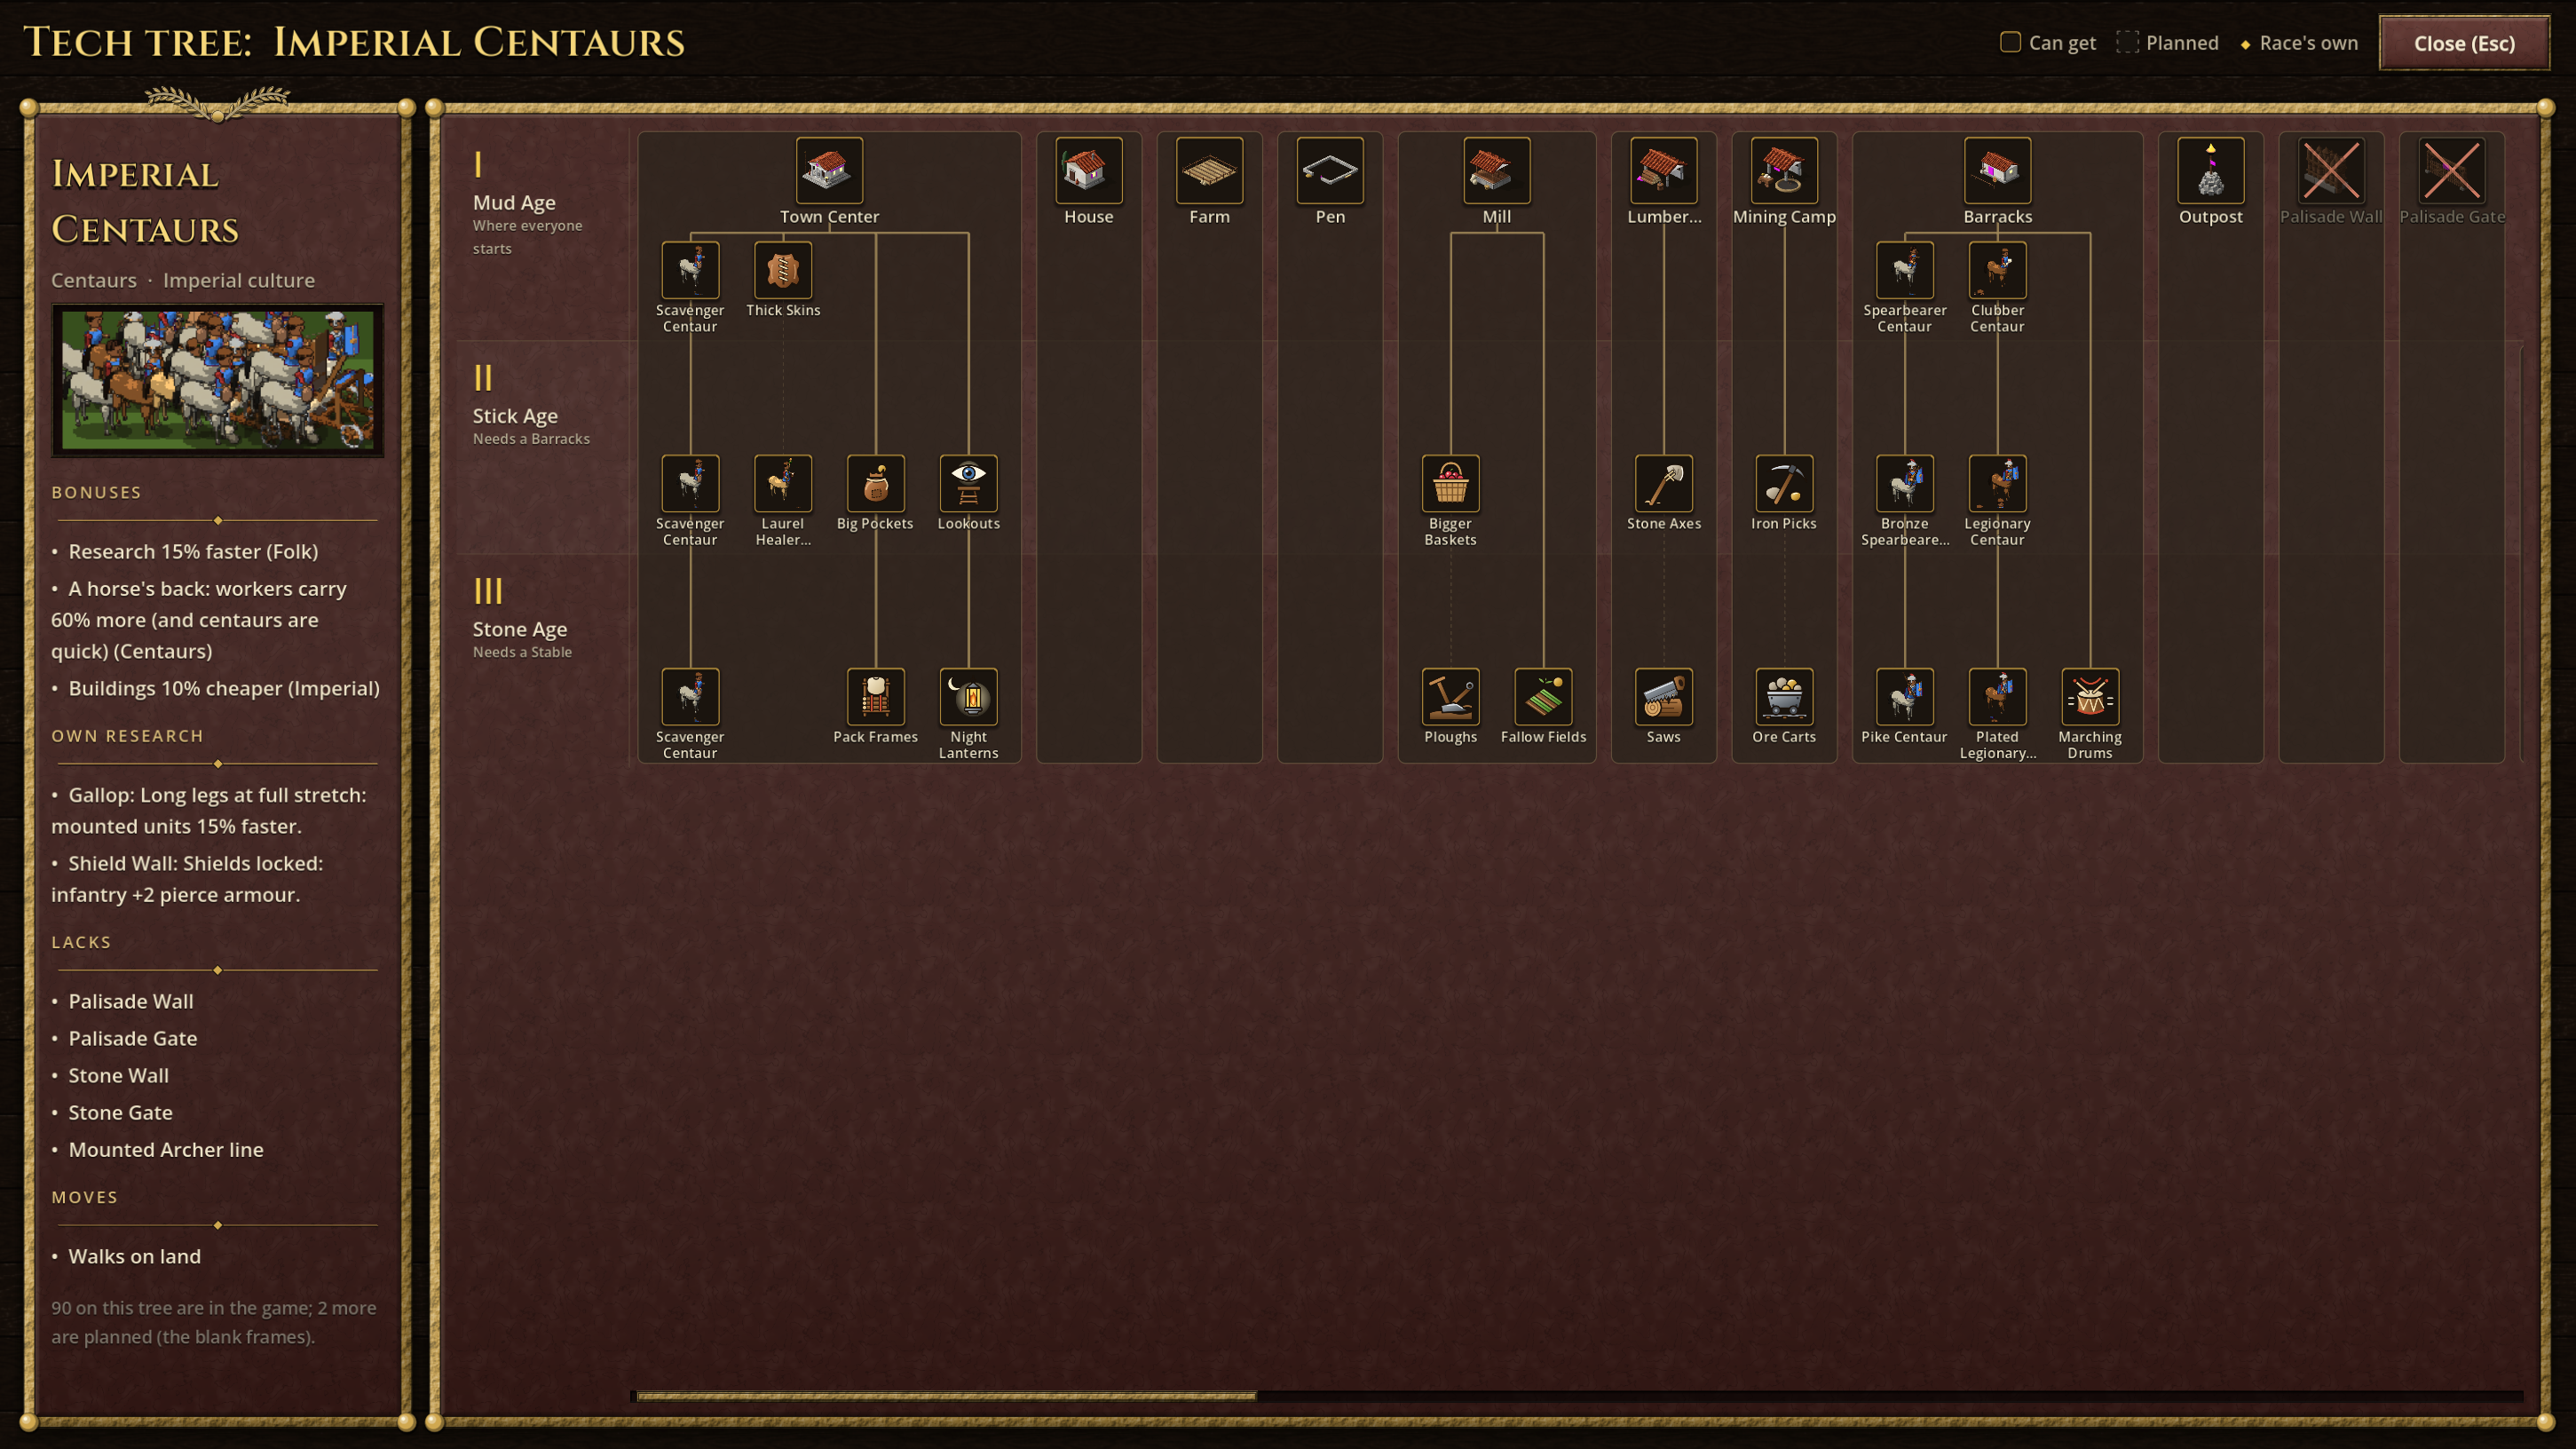 TECH TREE: IMPERIAL CENTAURS
Can get
Planned
Race's own
Close (Esc)
IMPERIAL
CENTAURS
Centaurs · Imperial culture
BONUSES
• Research 15% faster (Folk)
• A horse's back: workers carry
60% more (and centaurs are
quick) (Centaurs)
• Buildings 10% cheaper (Imperial)
OWN RESEARCH
• Gallop: Long legs at full stretch:
mounted units 15% faster.
• Shield Wall: Shields locked:
infantry +2 pierce armour.
LACKS
• Palisade Wall
• Palisade Gate
• Stone Wall
• Stone Gate
• Mounted Archer line
MOVES
• Walks on land
90 on this tree are in the game; 2 more
are planned (the blank frames).
I
Mud Age
Where everyone
starts
Town Center
House
Farm
Pen
Mill
Lumber...
Mining Camp
Barracks
Outpost
Palisade Wall
Palisade Gate
Scavenger
Centaur
Thick Skins
Spearbearer
Centaur
Clubber
Centaur
II
Stick Age
Needs a Barracks
Scavenger
Centaur
Laurel
Healer...
Big Pockets
Lookouts
Bigger
Baskets
Stone Axes
Iron Picks
Bronze
Spearbeare...
Legionary
Centaur
III
Stone Age
Needs a Stable
Scavenger
Centaur
Pack Frames
Night
Lanterns
Ploughs
Fallow Fields
Saws
Ore Carts
Pike Centaur
Plated
Legionary...
Marching
Drums